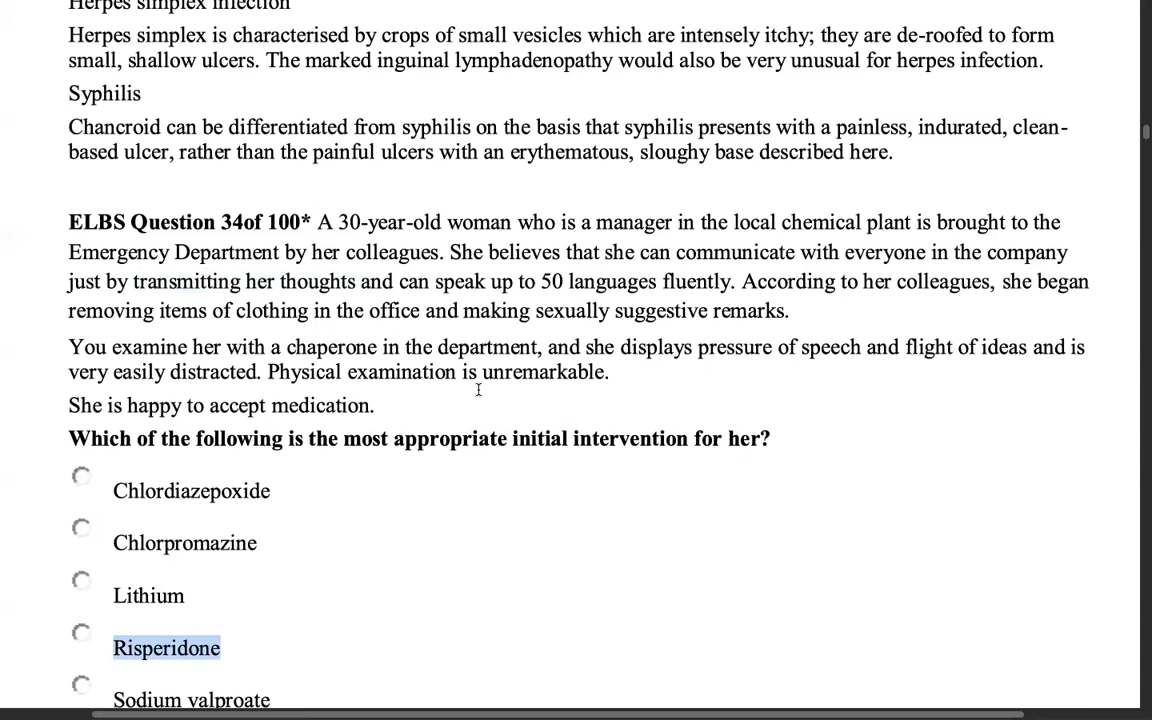 Herpes simplex infection
Herpes simplex is characterised by crops of small vesicles which are intensely itchy; they are de-roofed to form
small, shallow ulcers. The marked inguinal lymphadenopathy would also be very unusual for herpes infection.
Syphilis
Chancroid can be differentiated from syphilis on the basis that syphilis presents with a painless, indurated, clean-
based ulcer, rather than the painful ulcers with an erythematous, sloughy base described here.
ELBS Question 34of 100* A 30-year-old woman who is a manager in the local chemical plant is brought to the
Emergency Department by her colleagues. She believes that she can communicate with everyone in the company
just by transmitting her thoughts and can speak up to 50 languages fluently. According to her colleagues, she began
removing items of clothing in the office and making sexually suggestive remarks.
You examine her with a chaperone in the department, and she displays pressure of speech and flight of ideas and is
very easily distracted. Physical examination is unremarkable.
She is happy to accept medication.
Which of the following is the most appropriate initial intervention for her?
Chlordiazepoxide
Chlorpromazine
Lithium
Risperidone
Sodium valproate